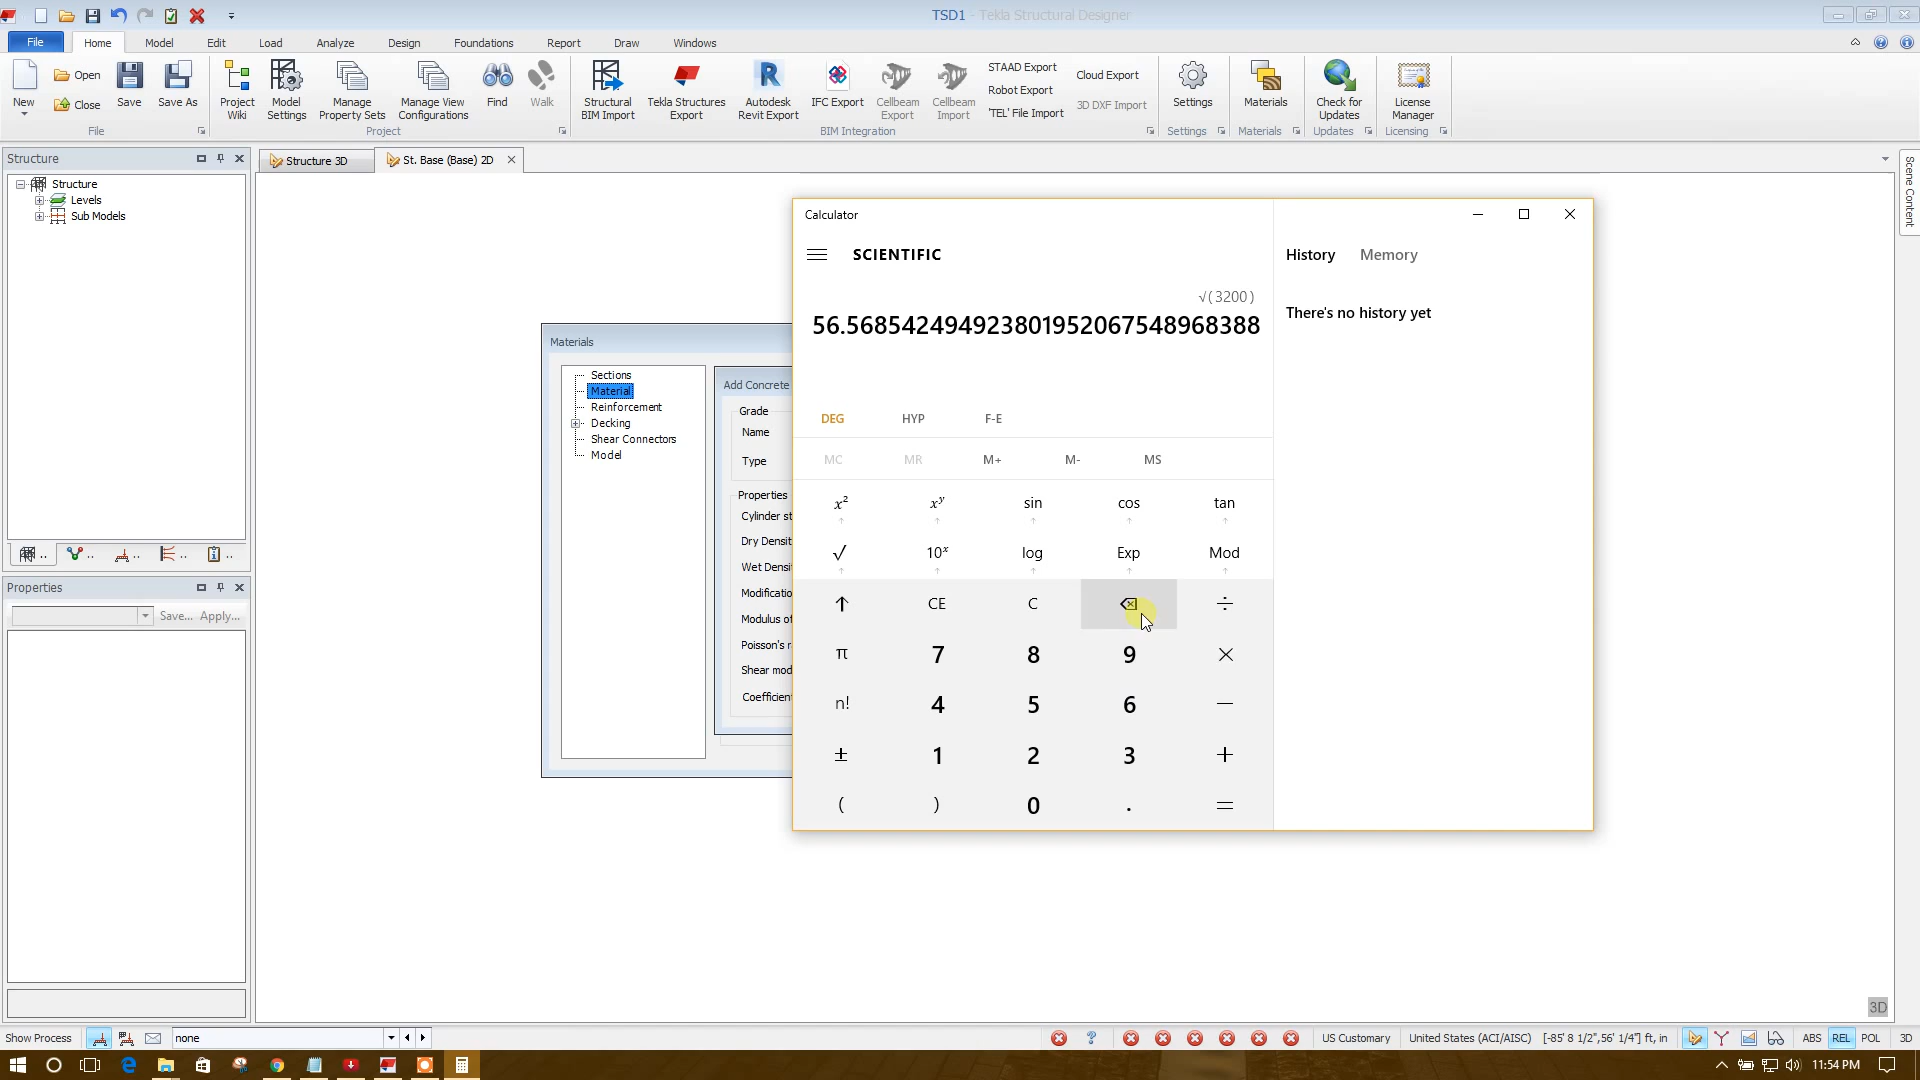 TSD1 - Tekla Structural Designer
File
Home
Model
Edit
Load
Analyze
Design
Foundations
Report
Draw
Windows
New
Open
Close
Save
Save As
File
Project
Wiki
Model
Settings
Manage
Property Sets
Manage View
Configurations
Find
Walk
Project
Structural
BIM Import
Tekla Structures
Export
Autodesk
Revit Export
IFC Export
Cellbeam
Export
Cellbeam
Import
STAAD Export
Robot Export
'TEL' File Import
Cloud Export
3D DXF Import
BIM Integration
Settings
Settings
Materials
Materials
Check for
Updates
Updates
License
Manager
Licensing
Structure
Structure
Levels
Sub Models
Structure 3D
St. Base (Base) 2D
Scene Content
Materials
Sections
Material
Reinforcement
Decking
Shear Connectors
Model
Add Concrete
Grade
Name
Type
Properties
Cylinder st
Dry Densit
Wet Densi
Modificatio
Modulus of
Poisson's r
Shear mod
Coefficien
Calculator
SCIENTIFIC
√(3200)
56.568542494923801952067548968388
History
Memory
There's no history yet
DEG
HYP
F-E
MC
MR
M+
M-
MS
x²
xʸ
sin
cos
tan
√
10ˣ
log
Exp
Mod
↑
CE
C
÷
π
7
8
9
×
n!
4
5
6
−
±
1
2
3
+
(
)
0
.
=
Properties
Save...
Apply...
3D
Show Process
none
US Customary
United States (ACI/AISC)
[-85' 8 1/2",56' 1/4"] ft, in
ABS
REL
POL
3D
11:54 PM